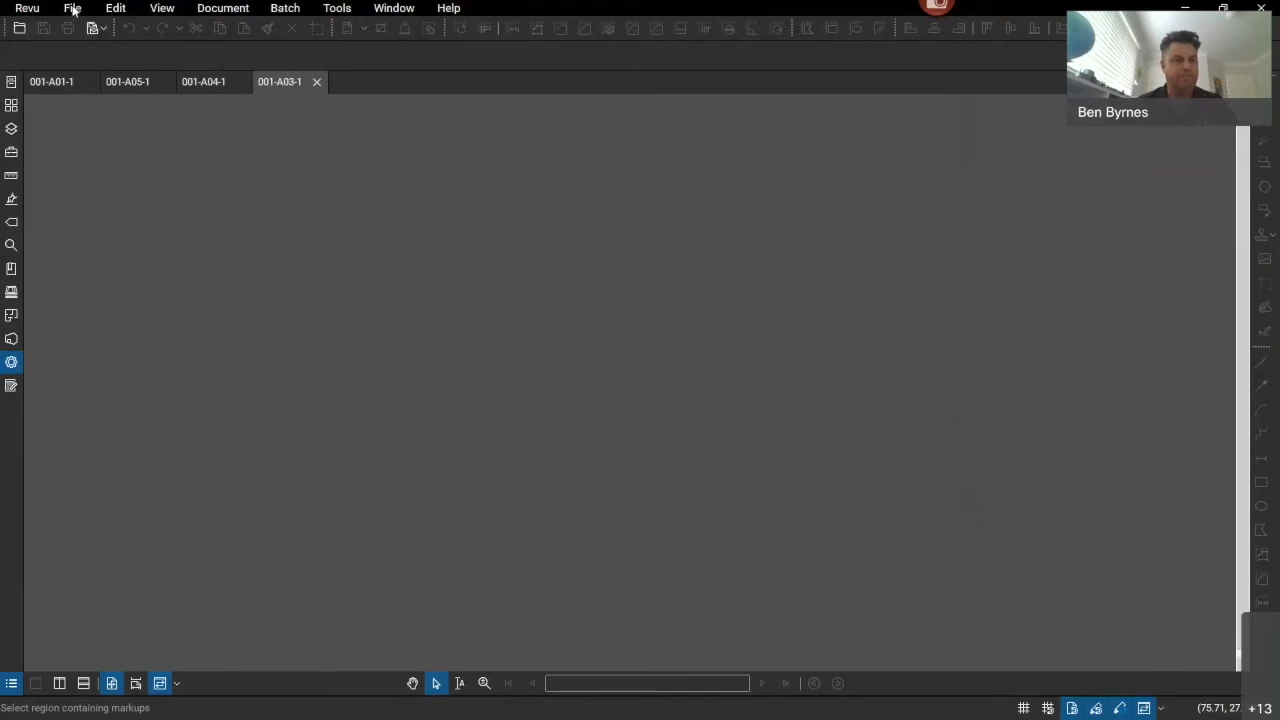 Revu File Edit View Document Batch Tools Window Help
001-A01-1 001-A05-1 001-A04-1 001-A03-1
Ben Byrnes
Select region containing markups
(75.71, 27. +13